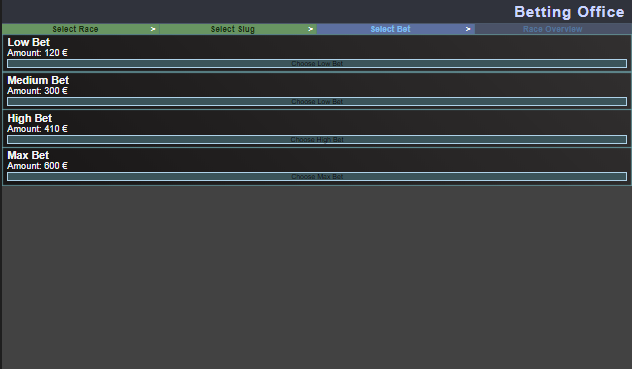 Betting Office
Select Race > Select Slug > Select Bet > Race Overview
Low Bet
Amount: 120 €
Choose Low Bet
Medium Bet
Amount: 300 €
Choose Low Bet
High Bet
Amount: 410 €
Choose High Bet
Max Bet
Amount: 600 €
Choose Max Bet